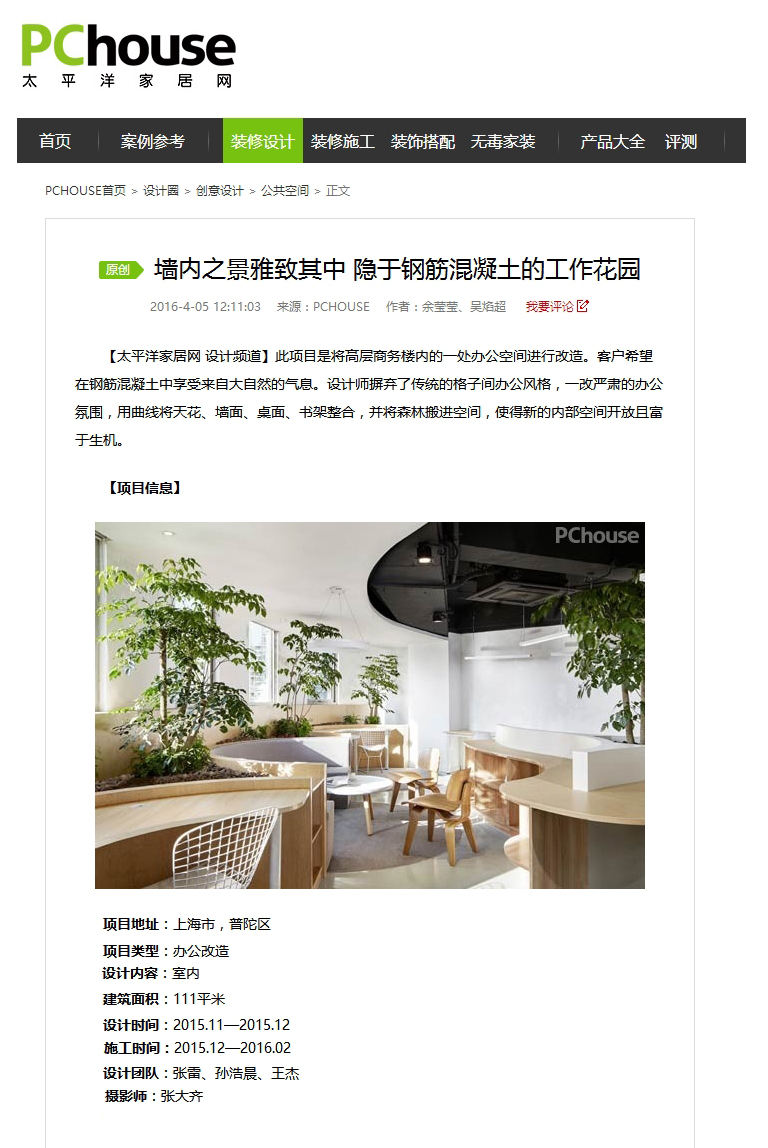 PChouse
太平洋家居网
首页 案例参考 装修设计 装修施工 装饰搭配 无毒家装 产品大全 评测
PCHOUSE首页 > 设计圈 > 创意设计 > 公共空间 > 正文
原创 墙内之景雅致其中 隐于钢筋混凝土的工作花园
2016-4-05 12:11:03 来源：PCHOUSE 作者：余莹莹、吴焰超 我要评论
【太平洋家居网 设计频道】此项目是将高层商务楼内的一处办公空间进行改造。客户希望
在钢筋混凝土中享受来自大自然的气息。设计师摒弃了传统的格子间办公风格，一改严肃的办公
氛围，用曲线将天花、墙面、桌面、书架整合，并将森林搬进空间，使得新的内部空间开放且富
于生机。
【项目信息】
PChouse
项目地址：上海市，普陀区
项目类型：办公改造
设计内容：室内
建筑面积：111平米
设计时间：2015.11—2015.12
施工时间：2015.12—2016.02
设计团队：张雷、孙浩晨、王杰
摄影师：张大齐